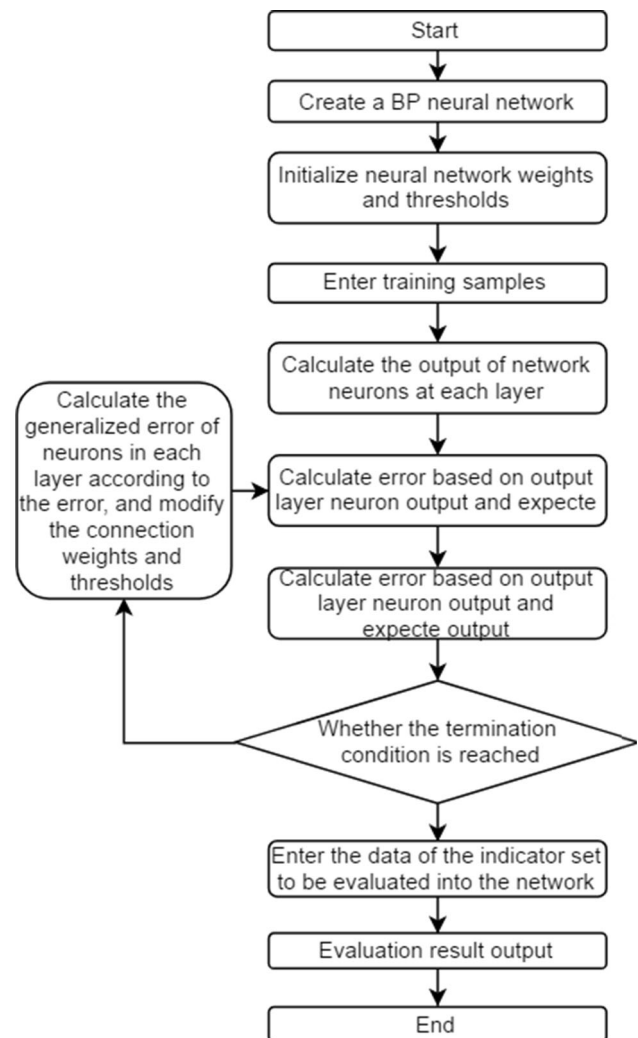 Start
Create a BP neural network
Initialize neural network weights
and thresholds
Enter training samples
Calculate the output of network
neurons at each layer
Calculate the
generalized error of
neurons in each
layer according to
the error, and modify
the connection
weights and
thresholds
Calculate error based on output
layer neuron output and expecte
Calculate error based on output
layer neuron output and
expecte output
Whether the termination
condition is reached
Enter the data of the indicator set
to be evaluated into the network
Evaluation result output
End